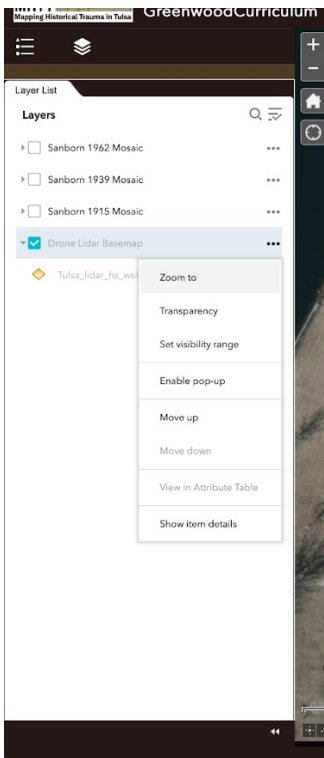 Mapping Historical Trauma in Tulsa
GreenwoodCurriculum
Layer List
Layers
Sanborn 1962 Mosaic
Sanborn 1939 Mosaic
Sanborn 1915 Mosaic
Drone Lidar Basemap
Tulsa_lidar_hs_wel
Zoom to
Transparency
Set visibility range
Enable pop-up
Move up
Move down
View in Attribute Table
Show item details